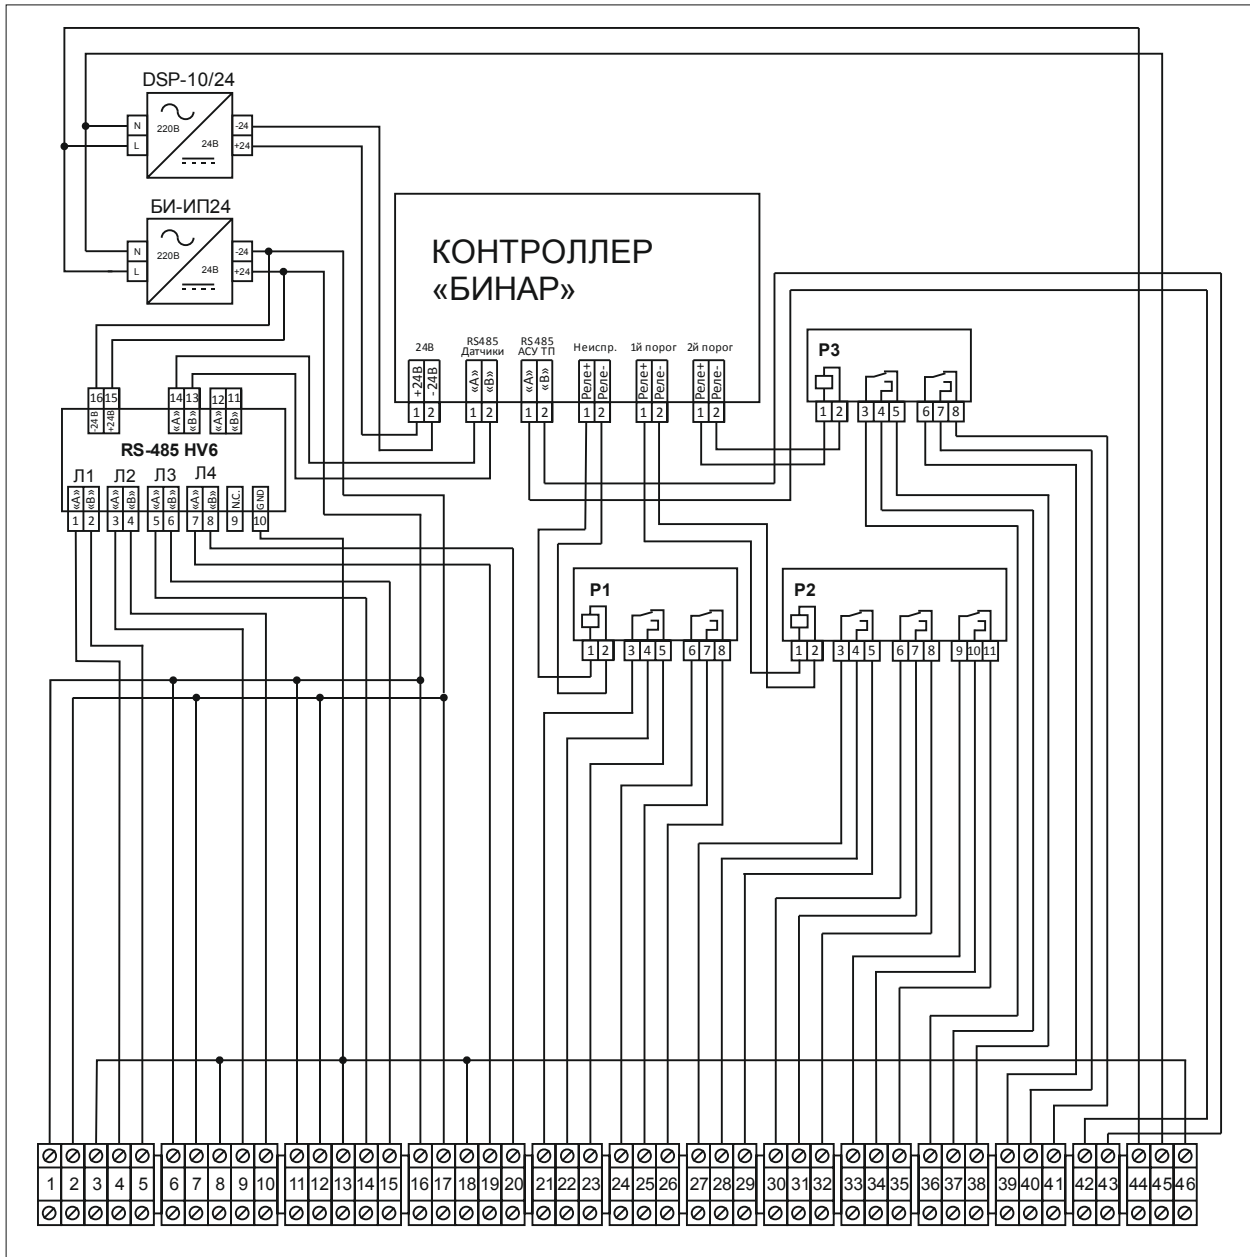 DSP-10/24
N
L
220В
24В
-24
+24
БИ-ИП24
N
L
220В
24В
-24
+24
КОНТРОЛЛЕР
«БИНАР»
24В
RS485
Датчики
RS485
АСУ ТП
Неиспр.
1й порог
2й порог
+24В
-24В
«А»
«В»
«А»
«В»
Реле+
Реле-
Реле+
Реле-
Реле+
Реле-
1 2 1 2 1 2 1 2 1 2 1 2
P3
1 2 3 4 5 6 7 8
16 15 14 13 12 11
-24В
+24В
«А»
«В»
«А»
«В»
RS-485 HV6
Л1 Л2 Л3 Л4
«А»
«В»
«А»
«В»
«А»
«В»
«А»
«В»
N.C.
GND
1 2 3 4 5 6 7 8 9 10
P1
1 2 3 4 5 6 7 8
P2
1 2 3 4 5 6 7 8 9 10 11
1 2 3 4 5 6 7 8 9 10 11 12 13 14 15 16 17 18 19 20 21 22 23 24 25 26 27 28 29 30 31 32 33 34 35 36 37 38 39 40 41 42 43 44 45 46